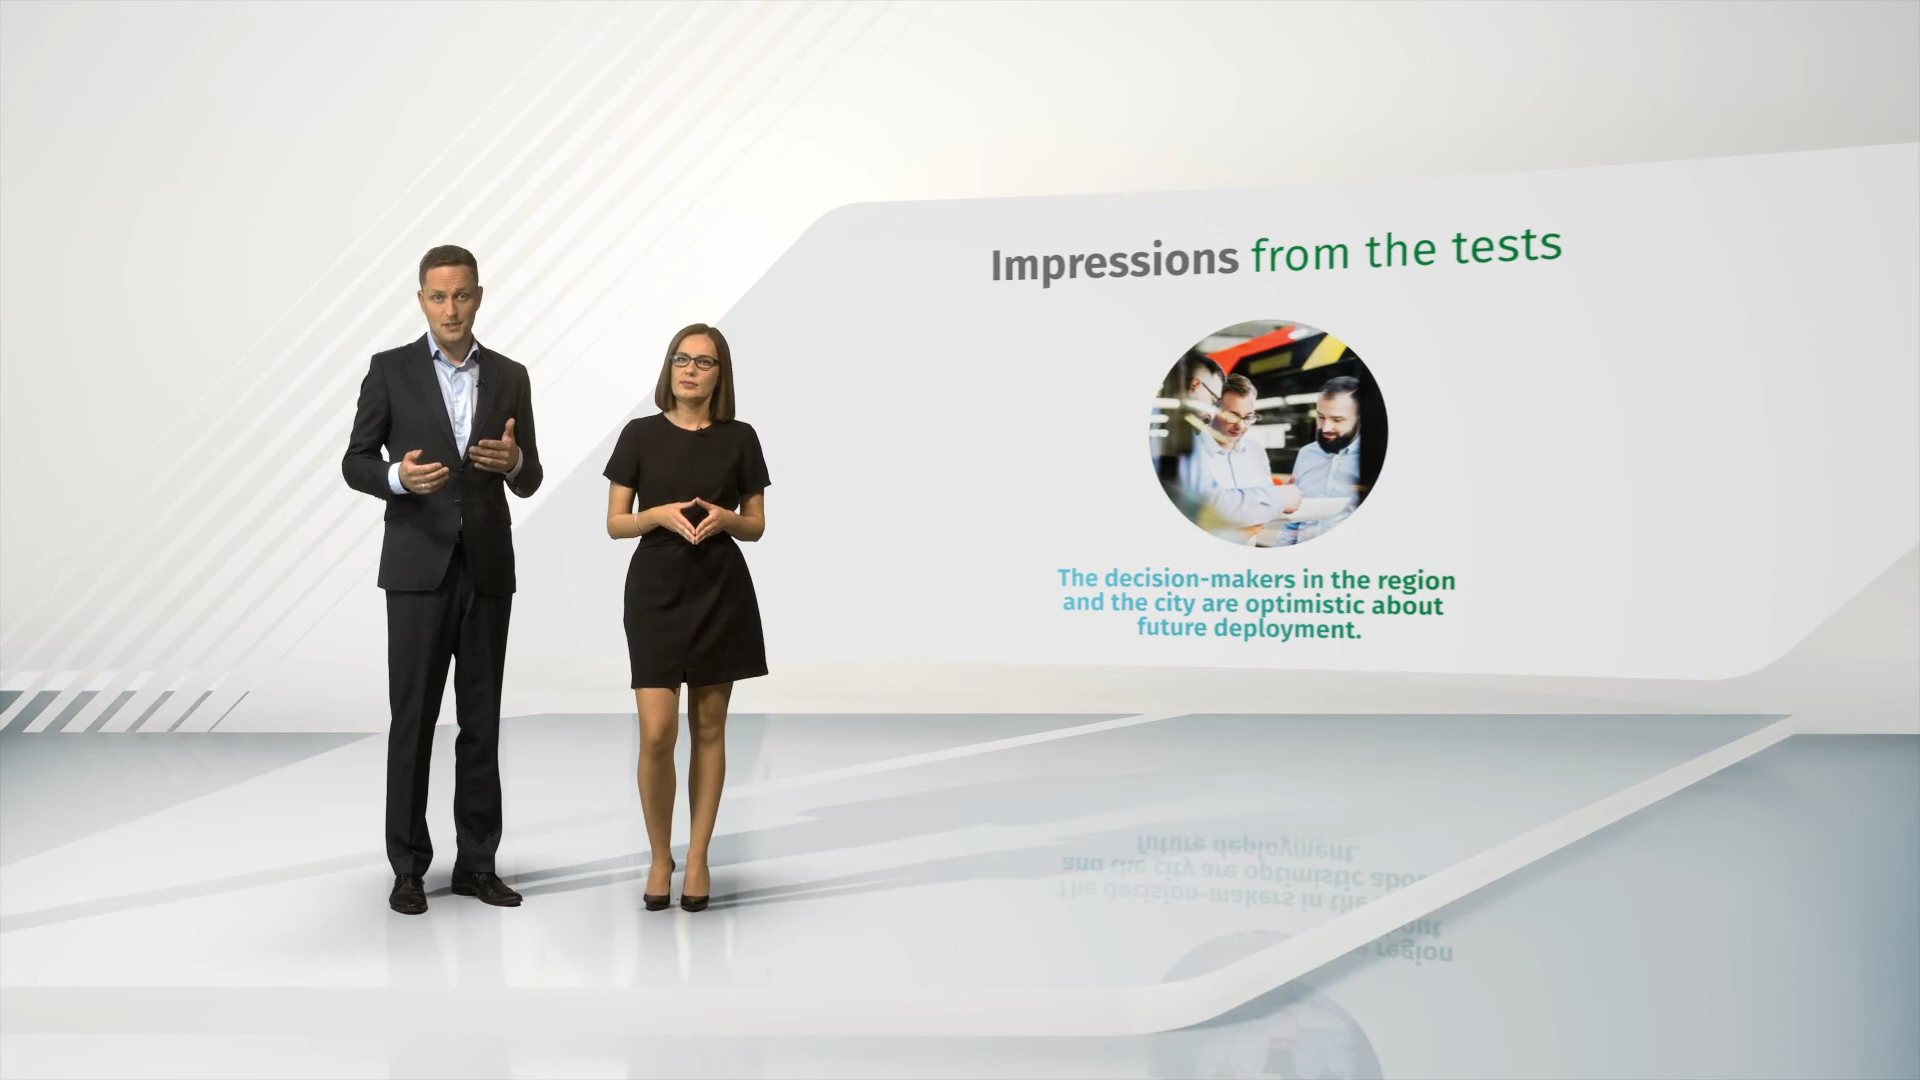 Impressions from the tests
The decision-makers in the region
and the city are optimistic about
future deployment.